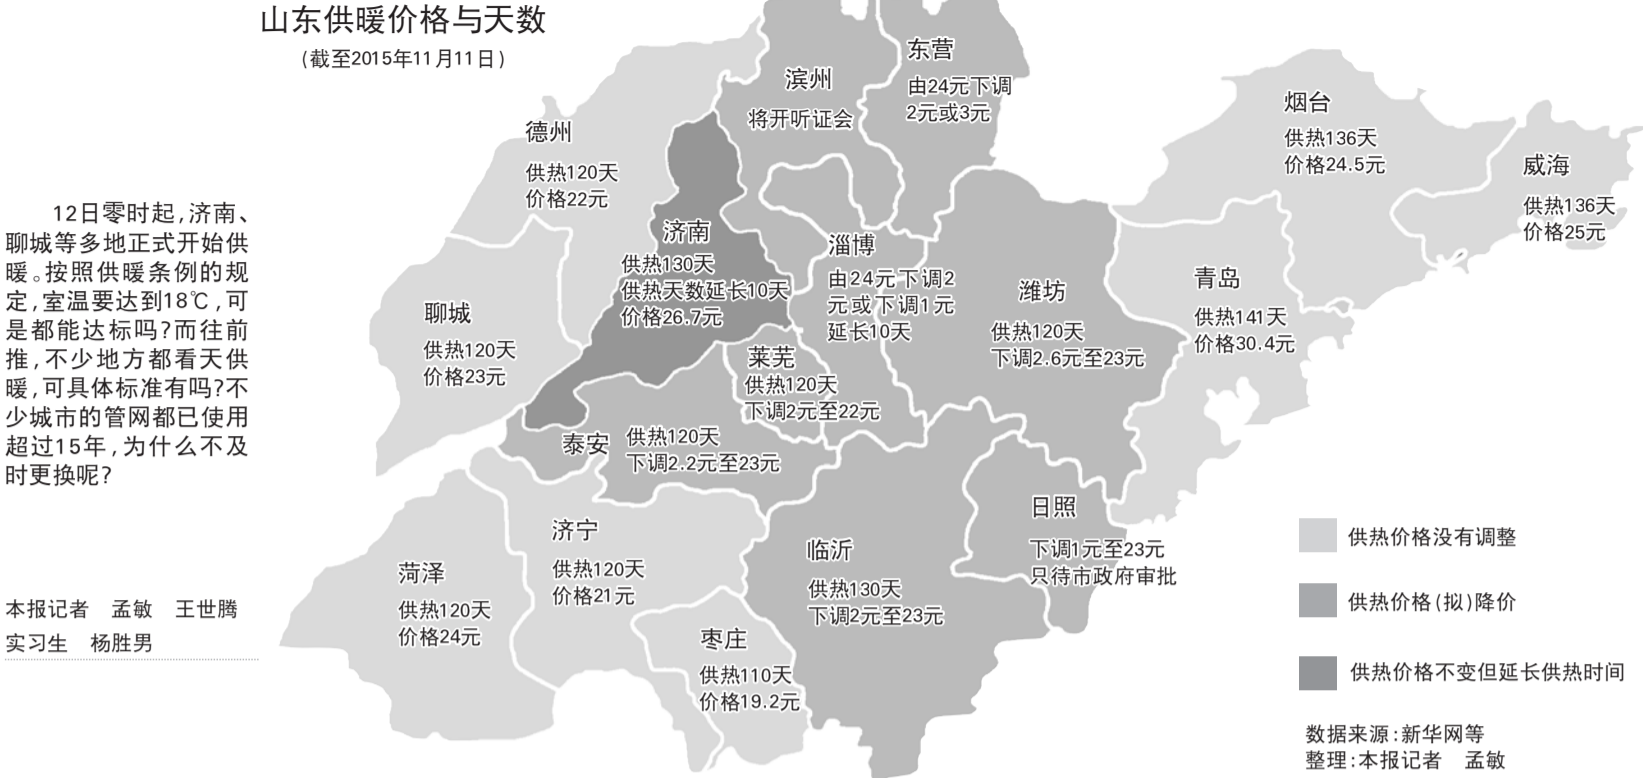 山东供暖价格与天数
(截至2015年11月11日)
12日零时起,济南、
聊城等多地正式开始供
暖。按照供暖条例的规
定,室温要达到18℃,可
是都能达标吗?而往前
推,不少地方都看天供
暖,可具体标准有吗?不
少城市的管网都已使用
超过15年,为什么不及
时更换呢?
本报记者 孟敏 王世腾
实习生 杨胜男
德州
供热120天
价格22元
滨州
将开听证会
东营
由24元下调
2元或3元
烟台
供热136天
价格24.5元
威海
供热136天
价格25元
聊城
供热120天
价格23元
济南
供热130天
供热天数延长10天
价格26.7元
淄博
由24元下调2
元或下调1元
延长10天
潍坊
供热120天
下调2.6元至23元
青岛
供热141天
价格30.4元
莱芜
供热120天
下调2元至22元
泰安
供热120天
下调2.2元至23元
菏泽
供热120天
价格24元
济宁
供热120天
价格21元
枣庄
供热110天
价格19.2元
临沂
供热130天
下调2元至23元
日照
下调1元至23元
只待市政府审批
供热价格没有调整
供热价格(拟)降价
供热价格不变但延长供热时间
数据来源:新华网等
整理:本报记者 孟敏